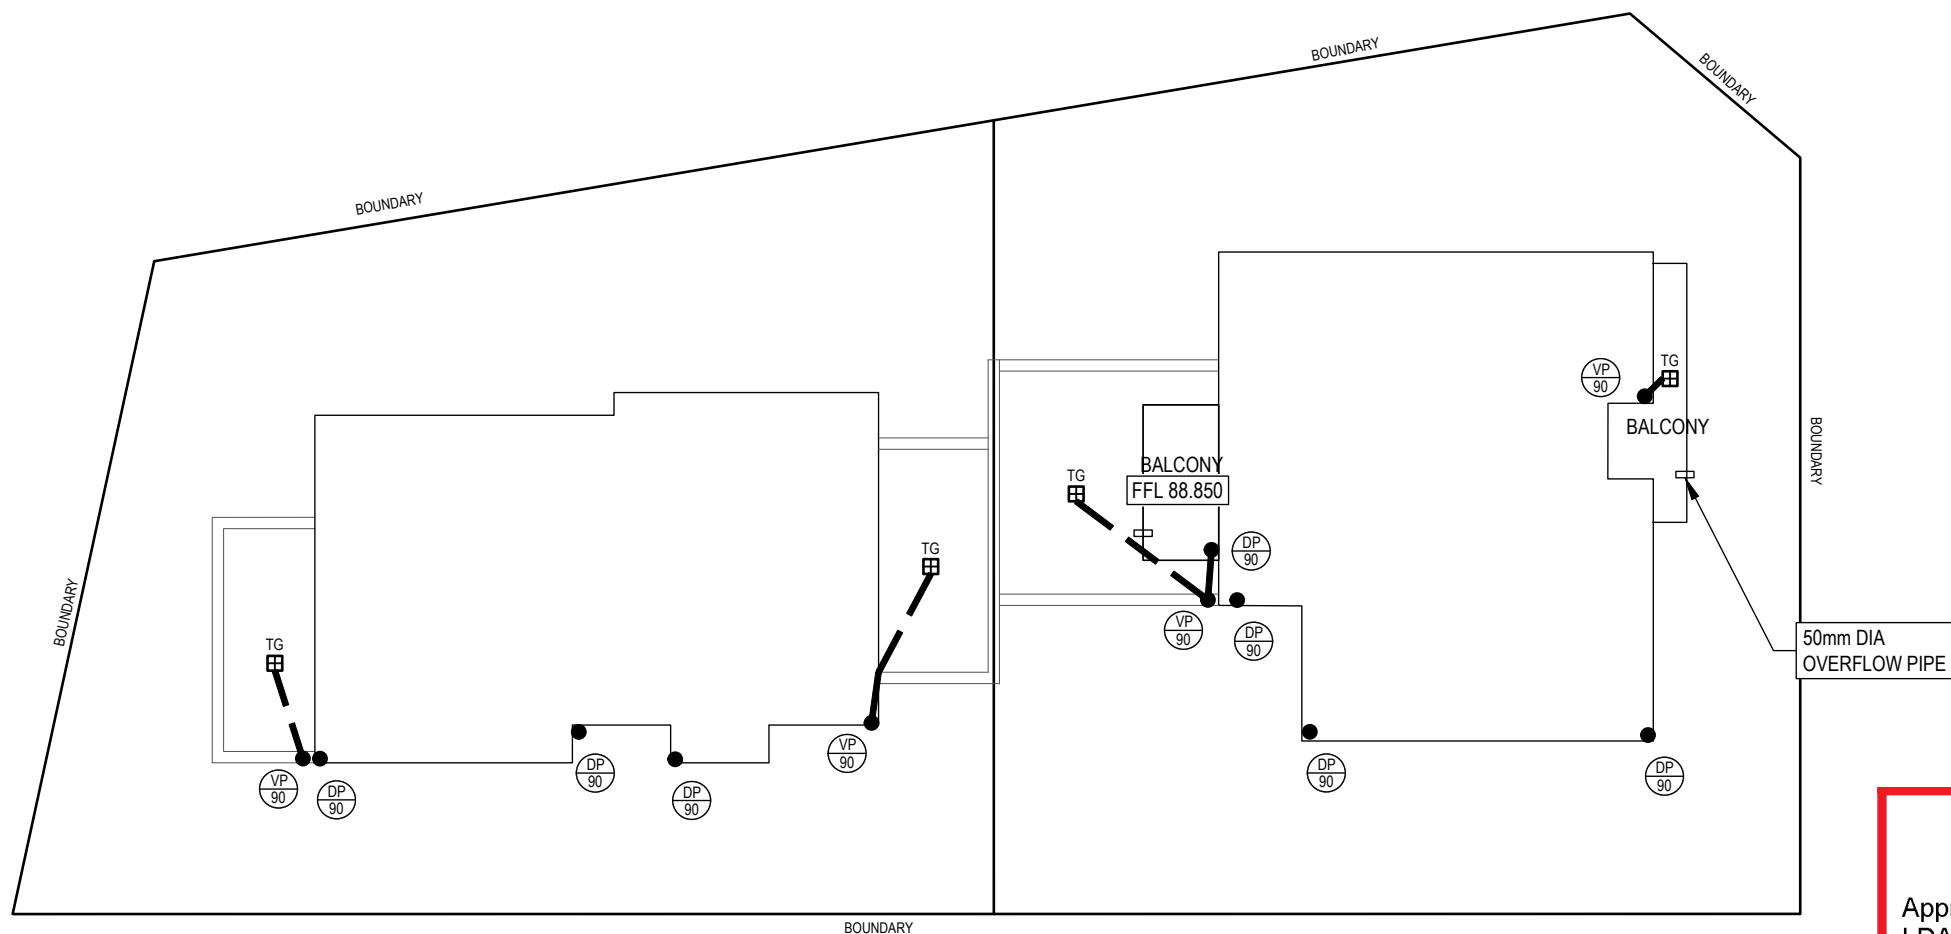 BOUNDARY
BOUNDARY
BOUNDARY
TG
VP
90
BALCONY
BOUNDARY
BALCONY
FFL 88.850
TG
TG
DP
90
BOUNDARY
VP
90
DP
90
50mm DIA
OVERFLOW PIPE
TG
VP
90
DP
90
DP
90
DP
90
VP
90
DP
90
DP
90
BOUNDARY